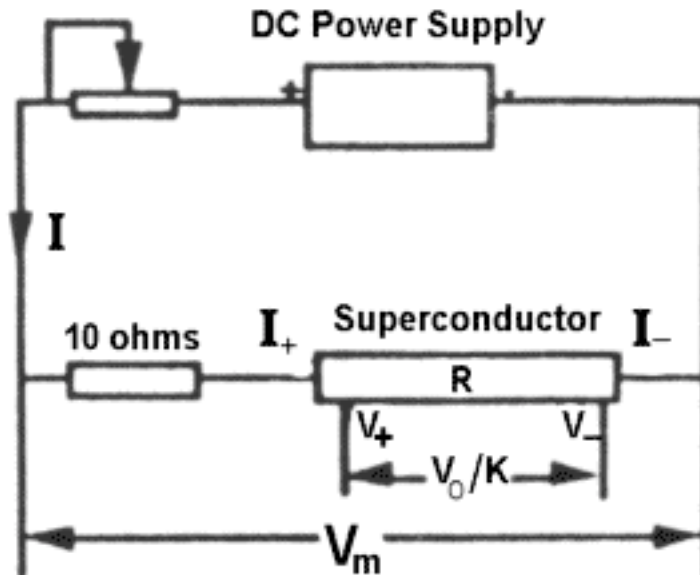 DC Power Supply
+ -
I
10 ohms
I+
Superconductor
I-
R
V+ V-
V0/K
Vm